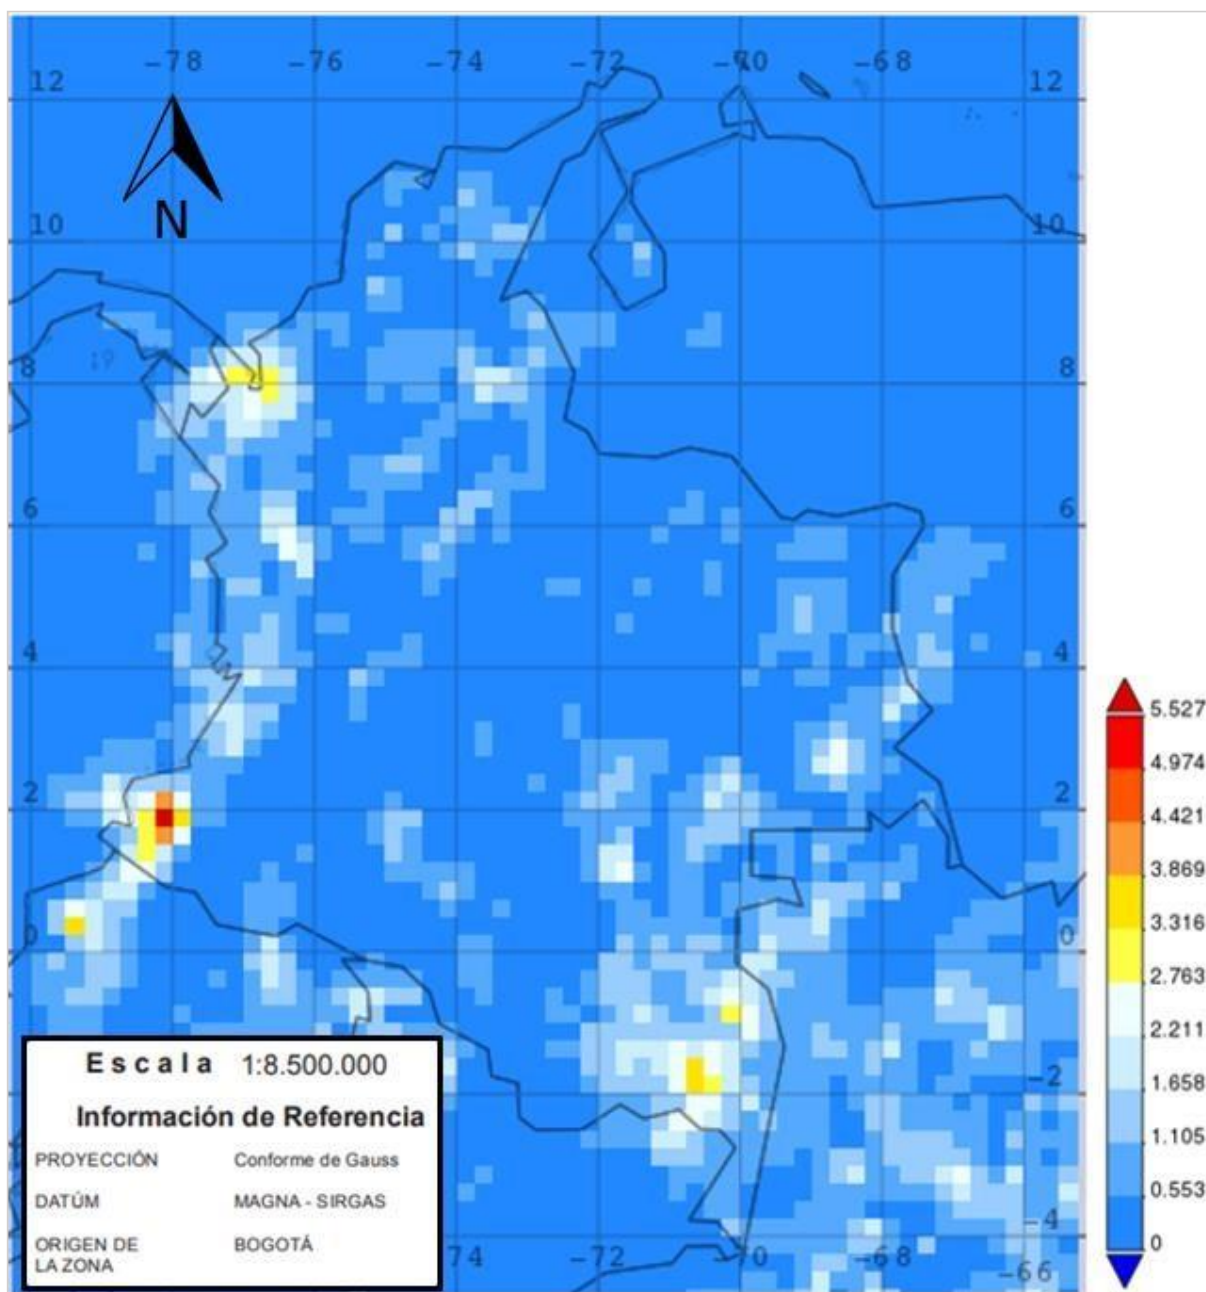 -78 -76 -74 -72 -70 -68
12 12
N
10 10
8 8
6 6
4 4
5.527
4.974
2 2
4.421
3.869
3.316
0 0
2.763
2.211
Escala 1:8.500.000
-2
1.658
Información de Referencia
1.105
PROYECCIÓN Conforme de Gauss
0.553
DATÚM MAGNA - SIRGAS
-4
ORIGEN DE BOGOTÁ
0
LA ZONA
-74 -72 -70 -68
-66